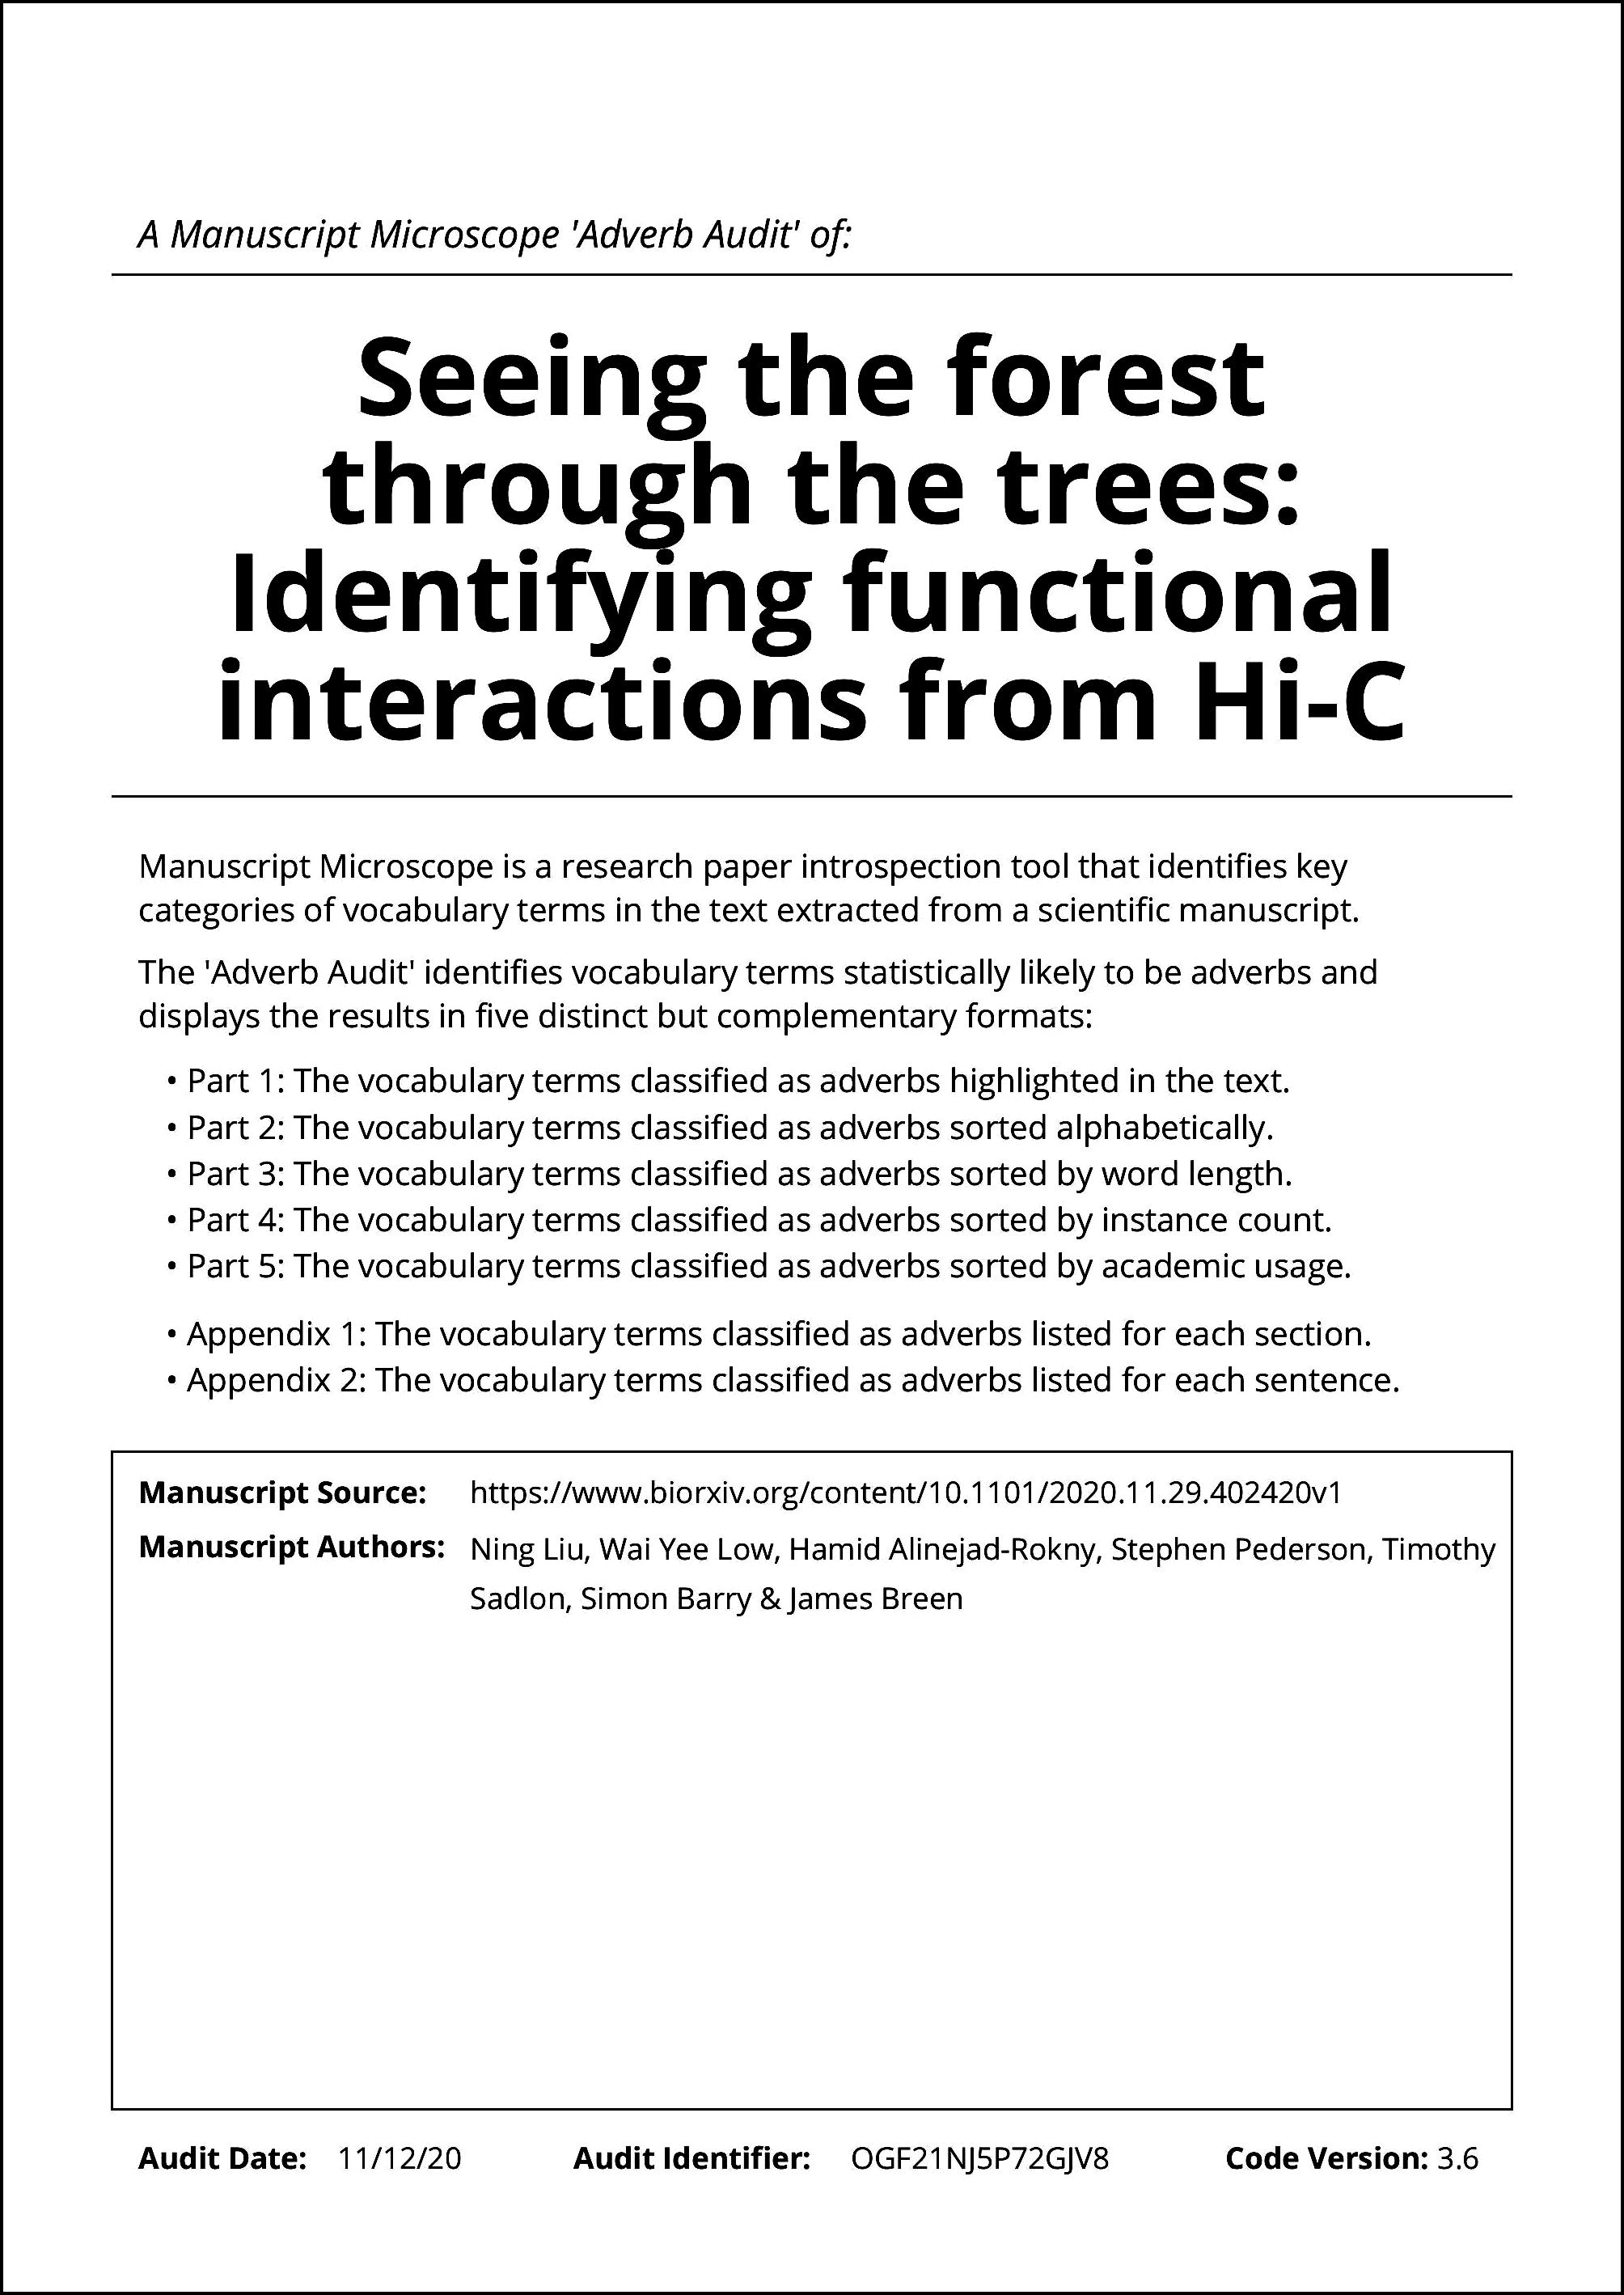 A Manuscript Microscope 'Adverb Audit' of:
Seeing the forest
through the trees:
Identifying functional
interactions from Hi-C
Manuscript Microscope is a research paper introspection tool that identifies key
categories of vocabulary terms in the text extracted from a scientific manuscript.
The 'Adverb Audit' identifies vocabulary terms statistically likely to be adverbs and
displays the results in five distinct but complementary formats:
• Part 1: The vocabulary terms classified as adverbs highlighted in the text.
• Part 2: The vocabulary terms classified as adverbs sorted alphabetically.
• Part 3: The vocabulary terms classified as adverbs sorted by word length.
• Part 4: The vocabulary terms classified as adverbs sorted by instance count.
• Part 5: The vocabulary terms classified as adverbs sorted by academic usage.
• Appendix 1: The vocabulary terms classified as adverbs listed for each section.
• Appendix 2: The vocabulary terms classified as adverbs listed for each sentence.
Manuscript Source: https://www.biorxiv.org/content/10.1101/2020.11.29.402420v1
Manuscript Authors: Ning Liu, Wai Yee Low, Hamid Alinejad-Rokny, Stephen Pederson, Timothy
Sadlon, Simon Barry & James Breen
Audit Date: 11/12/20 Audit Identifier: OGF21NJ5P72GJV8 Code Version: 3.6